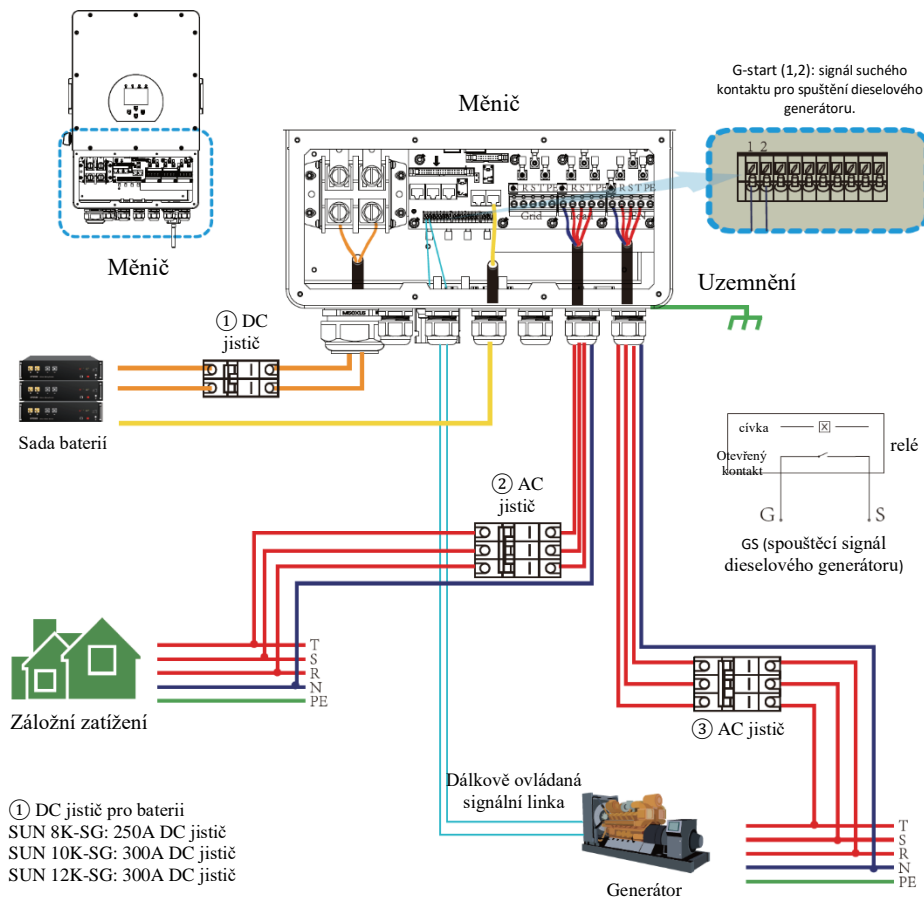 G-start (1,2): signál suchého
kontaktu pro spuštění dieselového
generátoru.
1 2
Měnič
R S T PE
R S T PE
R S T PE
Grid
Měnič
Uzemnění
① DC
jistič
Sada baterií
cívka
relé
Otevřený
kontakt
G
S
GS (spouštěcí signál
dieselového generátoru)
② AC
jistič
T
S
R
N
PE
Záložní zatížení
③ AC jistič
Dálkově ovládaná
signální linka
① DC jistič pro baterii
SUN 8K-SG: 250A DC jistič
SUN 10K-SG: 300A DC jistič
SUN 12K-SG: 300A DC jistič
Generátor
T
S
R
N
PE